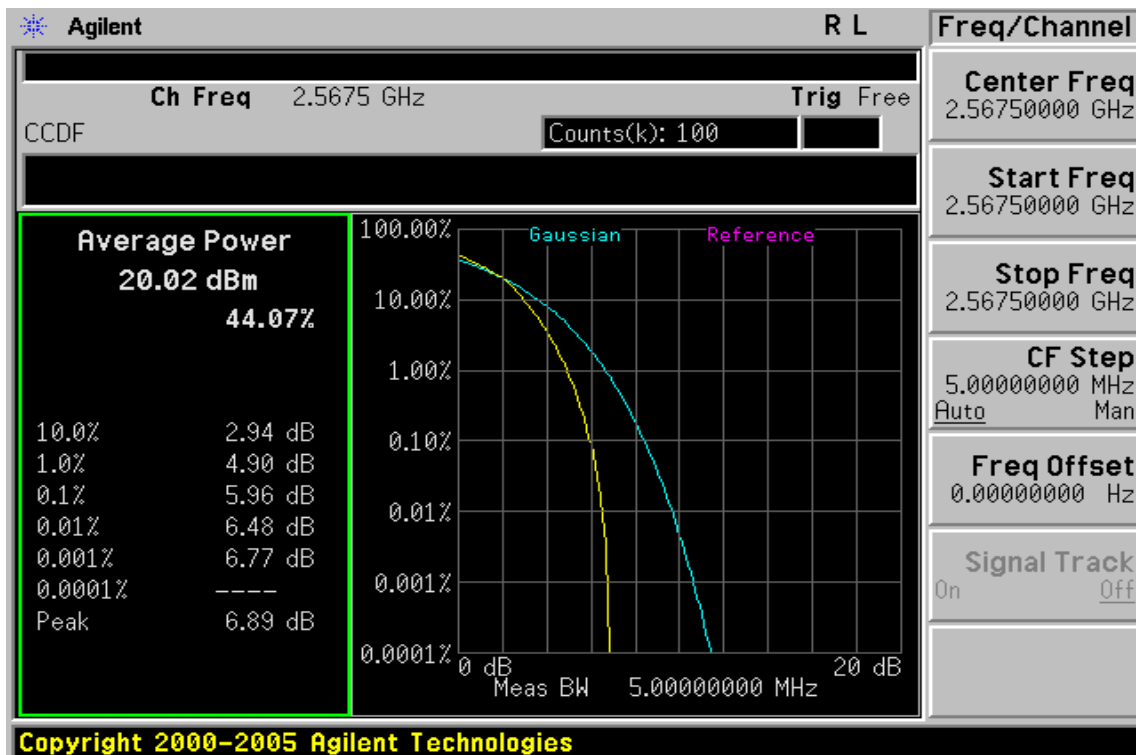 Agilent R L
Ch Freq 2.5675 GHz Trig Free
CCDF Counts(k): 100
Average Power
20.02 dBm
44.07%
10.0% 2.94 dB
1.0% 4.90 dB
0.1% 5.96 dB
0.01% 6.48 dB
0.001% 6.77 dB
0.0001% ----
Peak 6.89 dB
Gaussian Reference
100.00%
10.00%
1.00%
0.10%
0.01%
0.001%
0.0001%
0 dB 20 dB
Meas BW 5.00000000 MHz
Freq/Channel
Center Freq
2.56750000 GHz
Start Freq
2.56750000 GHz
Stop Freq
2.56750000 GHz
CF Step
5.00000000 MHz
Auto Man
Freq Offset
0.00000000 Hz
Signal Track
On Off
Copyright 2000-2005 Agilent Technologies